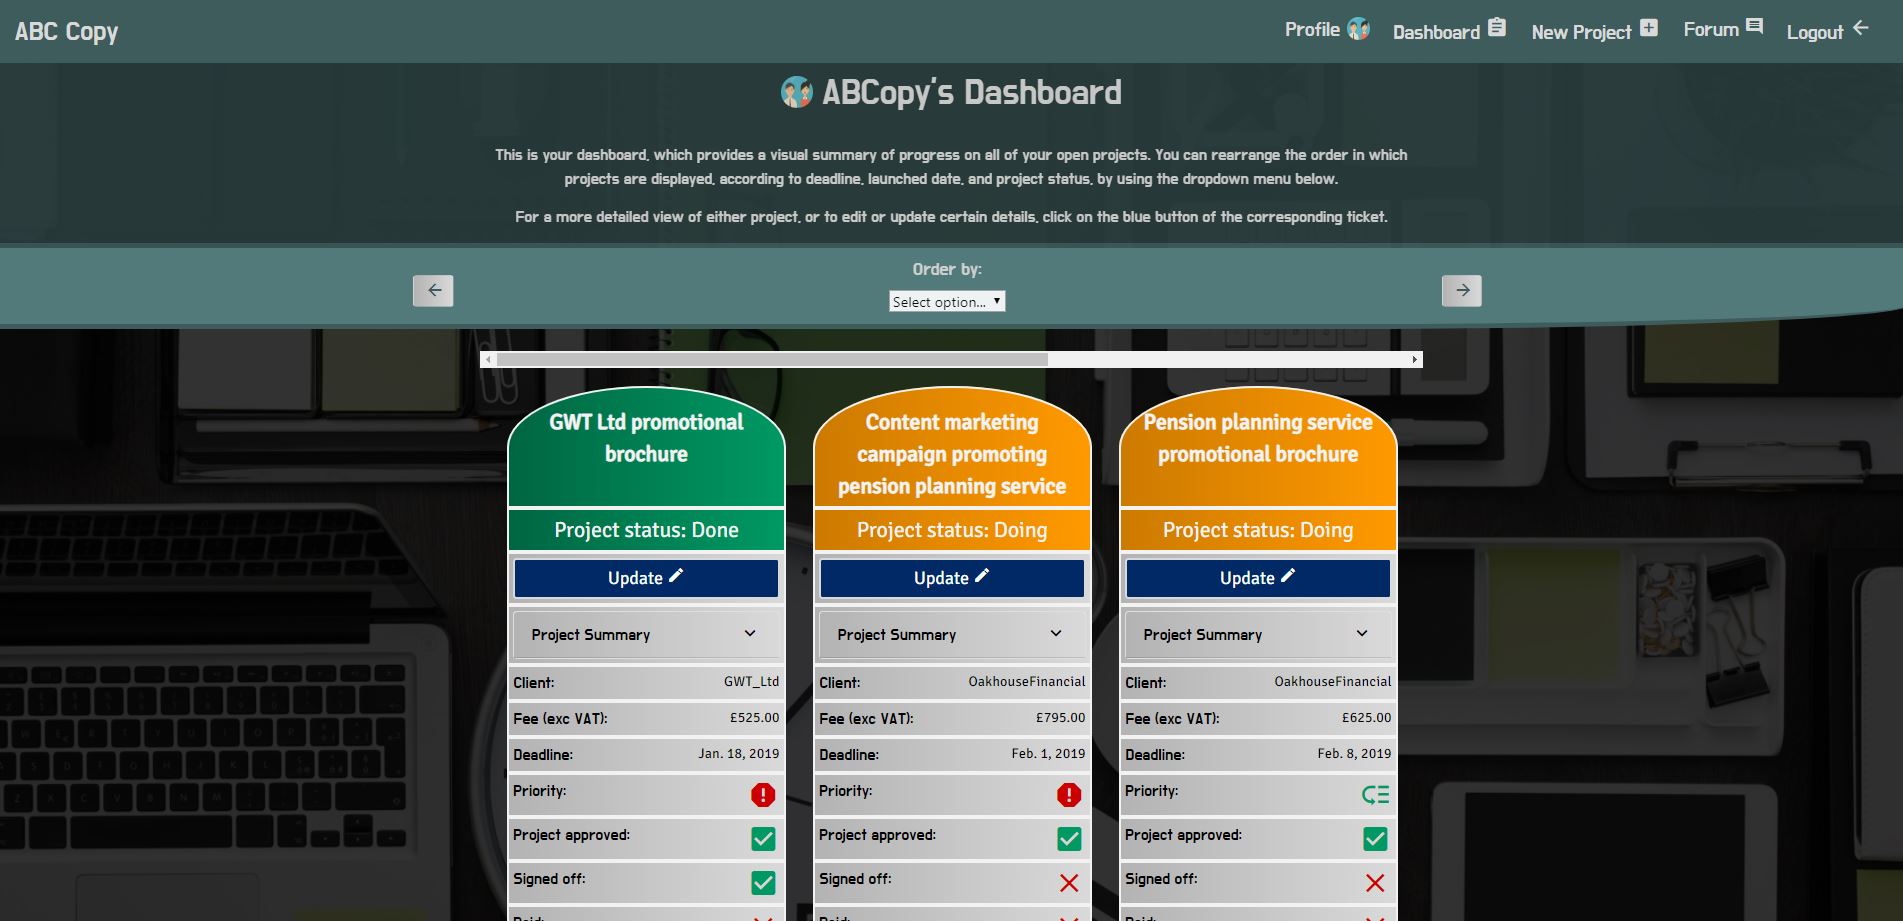 ABC Copy
Profile
Dashboard
New Project
Forum
Logout
ABCopy's Dashboard
This is your dashboard, which provides a visual summary of progress on all of your open projects. You can rearrange the order in which
projects are displayed, according to deadline, launched date, and project status, by using the dropdown menu below.
For a more detailed view of either project, or to edit or update certain details, click on the blue button of the corresponding ticket.
Order by:
Select option...
GWT Ltd promotional
brochure
Project status: Done
Update
Project Summary
Client: GWT_Ltd
Fee (exc VAT): £525.00
Deadline: Jan. 18, 2019
Priority:
Project approved:
Signed off:
Content marketing
campaign promoting
pension planning service
Project status: Doing
Update
Project Summary
Client: OakhouseFinancial
Fee (exc VAT): £795.00
Deadline: Feb. 1, 2019
Priority:
Project approved:
Signed off:
Pension planning service
promotional brochure
Project status: Doing
Update
Project Summary
Client: OakhouseFinancial
Fee (exc VAT): £625.00
Deadline: Feb. 8, 2019
Priority:
Project approved:
Signed off: